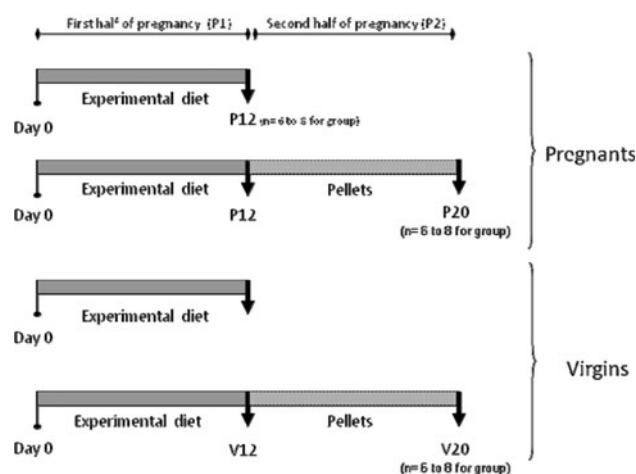 First half of pregnancy {P1} Second half of pregnancy {P2}
Experimental diet
Day 0 P12 {n= 6 to 8 for group}
Pregnants
Experimental diet Pellets
Day 0 P12 P20
(n= 6 to 8 for group)
Experimental diet
Day 0
Virgins
Experimental diet Pellets
Day 0 V12 V20
(n= 6 to 8 for group)